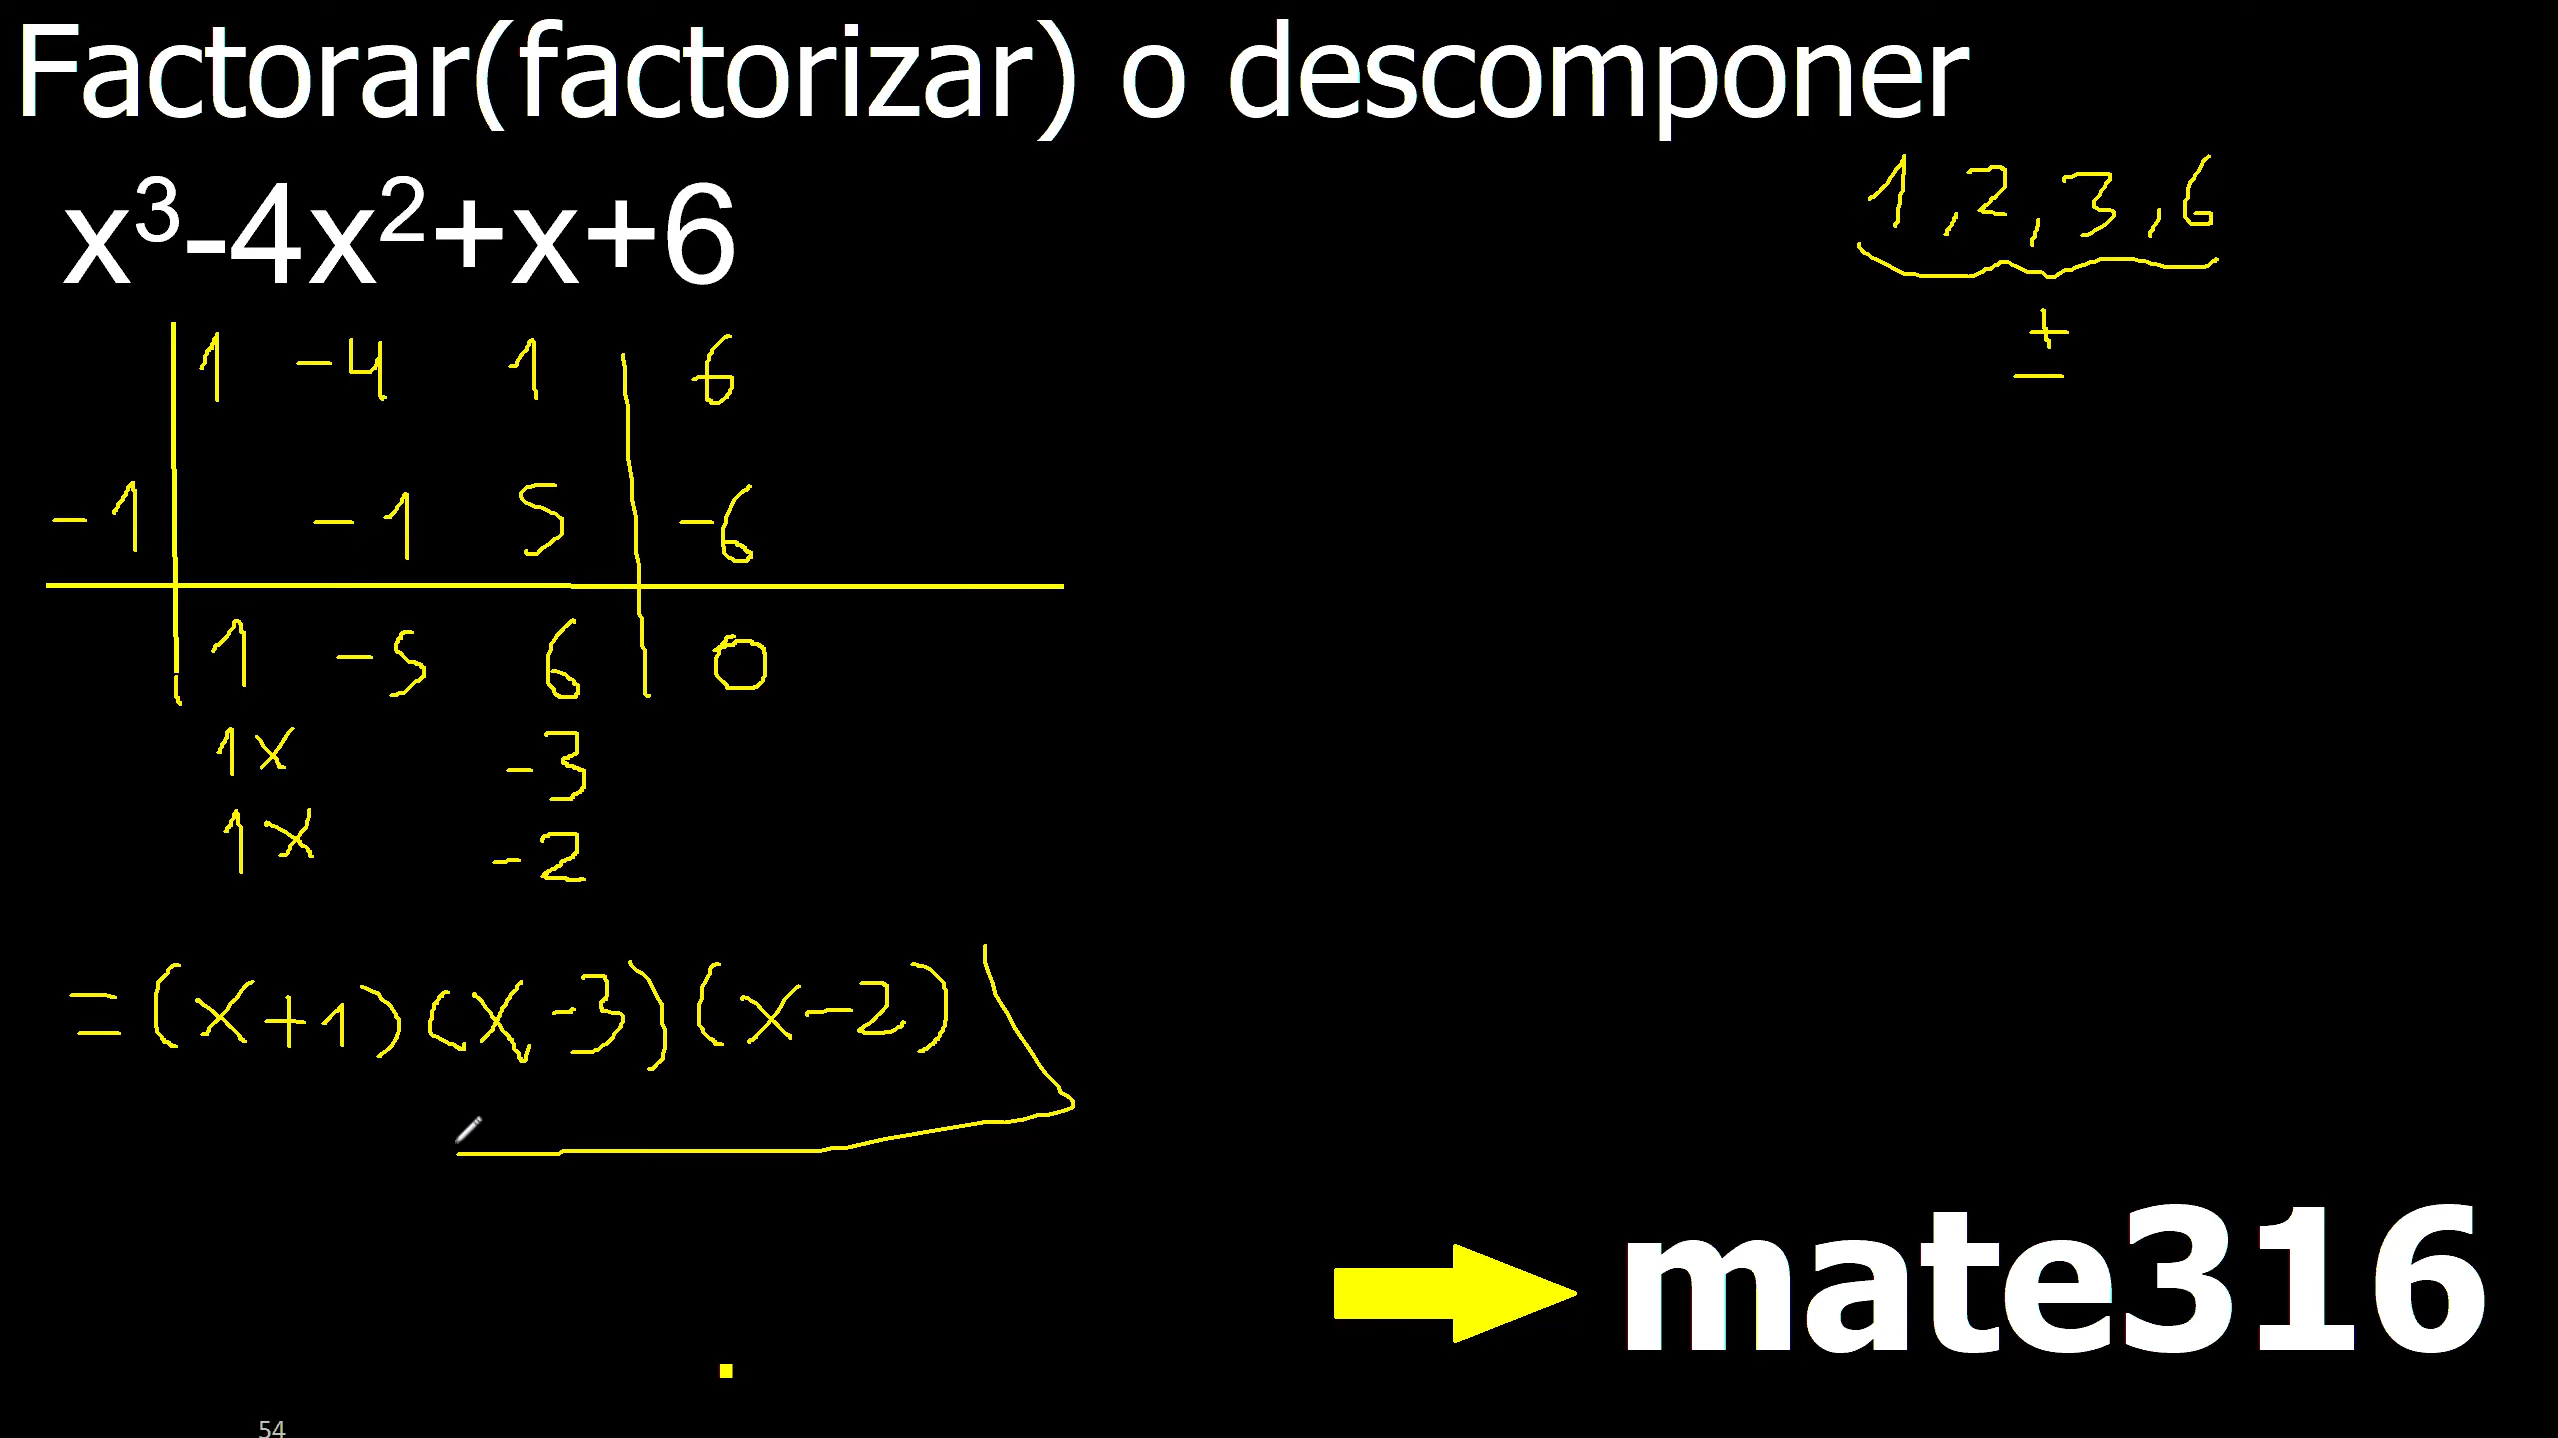 Factorar(factorizar) o descomponer
x³-4x²+x+6
1, 2, 3, 6
+
−
1 -4 1 6
-1 -1 5 -6
1 -5 6 0
1x -3
1x -2
=(x+1)(x-3)(x-2)
mate316
54